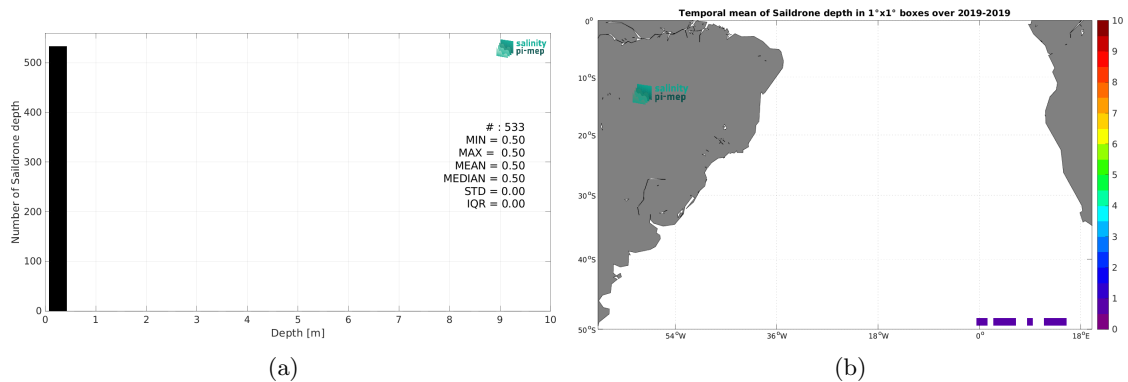 salinity
pi-mep
Number of Saildrone depth
500
400
300
200
100
0
# : 533
MIN = 0.50
MAX = 0.50
MEAN = 0.50
MEDIAN = 0.50
STD = 0.00
IQR = 0.00
0 1 2 3 4 5 6 7 8 9 10
Depth [m]
(a)
Temporal mean of Saildrone depth in 1°x1° boxes over 2019-2019
0°
10°S
20°S
30°S
40°S
50°S
salinity
pi-mep
54°W 36°W 18°W 0° 18°E
10
9
8
7
6
5
4
3
2
1
0
(b)